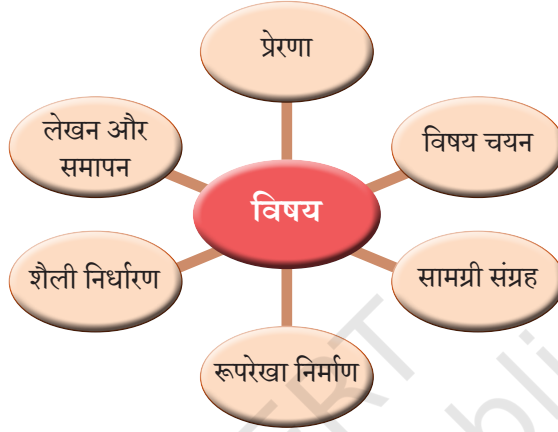 प्रेरणा
विषय चयन
सामग्री संग्रह
रूपरेखा निर्माण
शैली निर्धारण
लेखन और
समापन
विषय